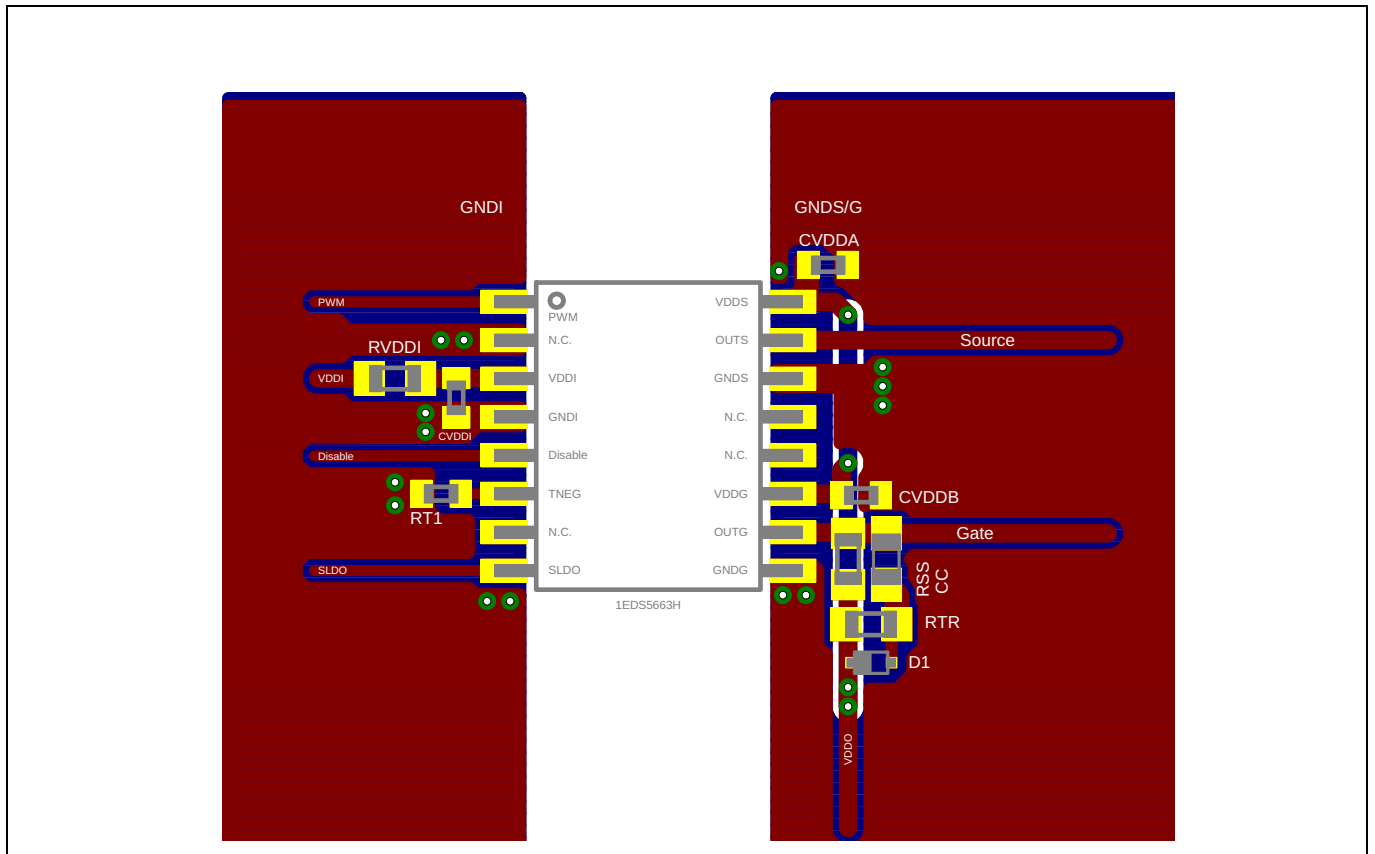 GNDI
GNDS/G
CVDDA
PWM
PWM
VDDS
N.C.
OUTS
Source
RVDDI
VDDI
VDDI
GNDS
GNDI
N.C.
CVDDI
Disable
Disable
N.C.
TNEG
VDDG
CVDDB
RT1
N.C.
OUTG
Gate
SLDO
SLDO
GNDG
RSS
CC
1EDS5663H
RTR
D1
VDDO